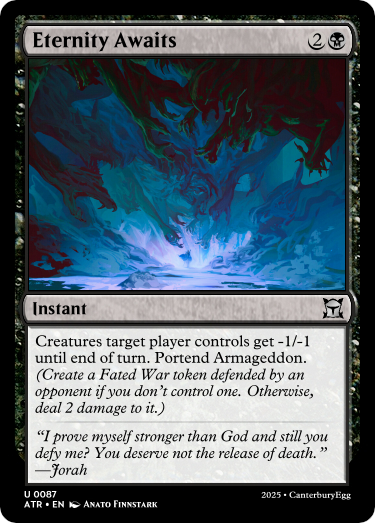 Eternity Awaits 2
Instant
Creatures target player controls get -1/-1
until end of turn. Portend Armageddon.
(Create a Fated War token defended by an
opponent if you don't control one. Otherwise,
deal 2 damage to it.)
“I prove myself stronger than God and still you
defy me? You deserve not the release of death.”
—Jorah
U 0087
ATR • EN Anato Finnstark
2025 • CanterburyEgg